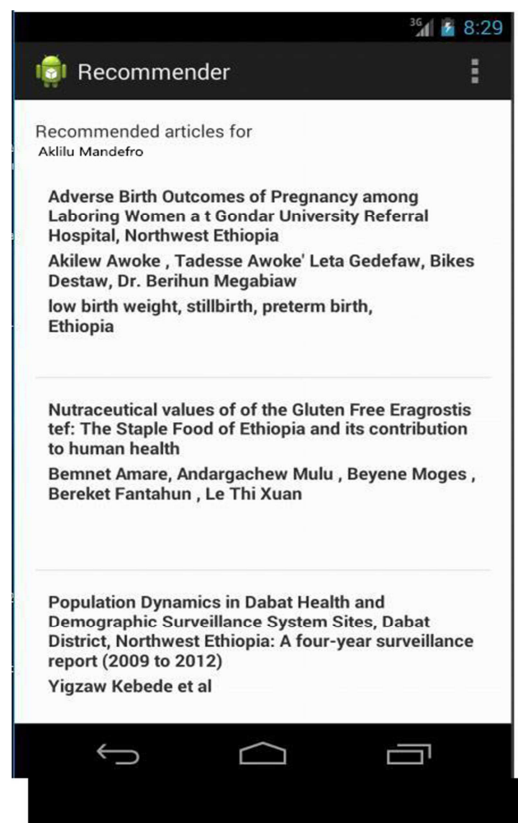 3G 8:29
Recommender
Recommended articles for
Aklilu Mandefro
Adverse Birth Outcomes of Pregnancy among
Laboring Women a t Gondar University Referral
Hospital, Northwest Ethiopia
Akilew Awoke , Tadesse Awoke' Leta Gedefaw, Bikes
Destaw, Dr. Berihun Megabiaw
low birth weight, stillbirth, preterm birth,
Ethiopia
Nutraceutical values of of the Gluten Free Eragrostis
tef: The Staple Food of Ethiopia and its contribution
to human health
Bemnet Amare, Andargachew Mulu , Beyene Moges ,
Bereket Fantahun , Le Thi Xuan
Population Dynamics in Dabat Health and
Demographic Surveillance System Sites, Dabat
District, Northwest Ethiopia: A four-year surveillance
report (2009 to 2012)
Yigzaw Kebede et al